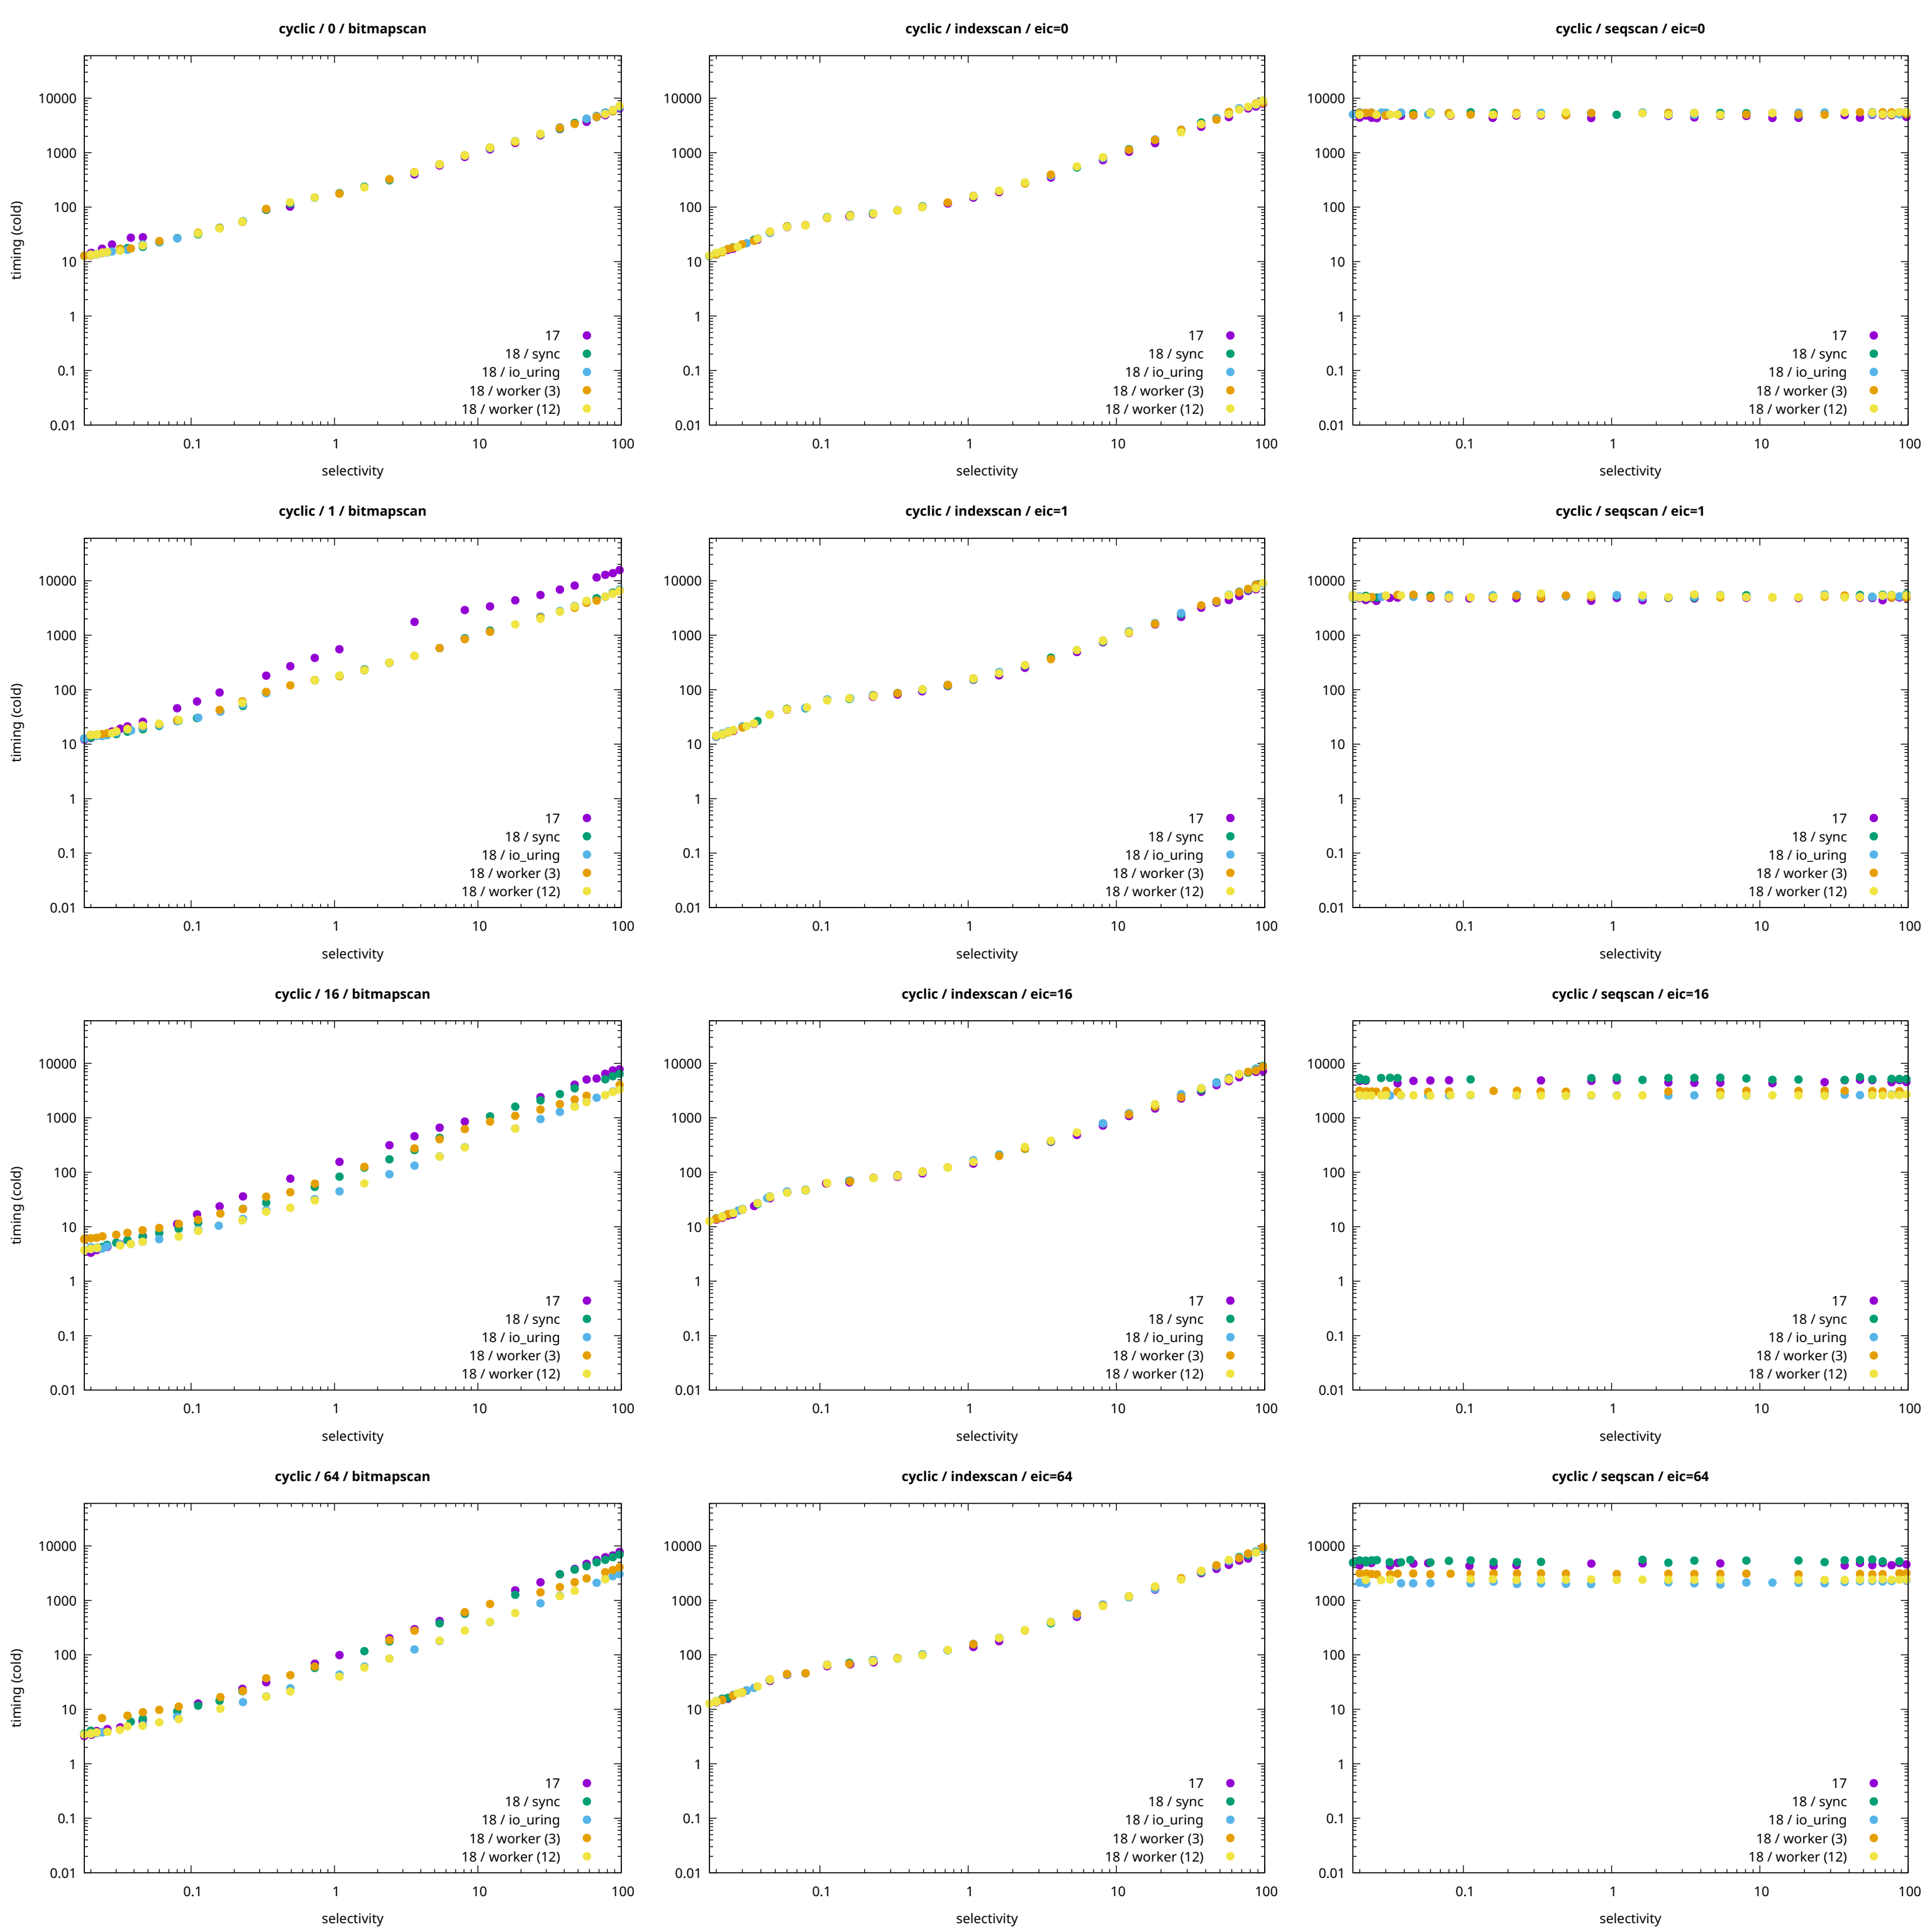 cyclic / 0 / bitmapscan
timing (cold)
10000
1000
100
10
1
0.1
0.01
17
18 / sync
18 / io_uring
18 / worker (3)
18 / worker (12)
0.1 1 10 100
selectivity
cyclic / indexscan / eic=0
10000
1000
100
10
1
0.1
0.01
17
18 / sync
18 / io_uring
18 / worker (3)
18 / worker (12)
0.1 1 10 100
selectivity
cyclic / seqscan / eic=0
10000
1000
100
10
1
0.1
0.01
17
18 / sync
18 / io_uring
18 / worker (3)
18 / worker (12)
0.1 1 10 100
selectivity
cyclic / 1 / bitmapscan
timing (cold)
10000
1000
100
10
1
0.1
0.01
17
18 / sync
18 / io_uring
18 / worker (3)
18 / worker (12)
0.1 1 10 100
selectivity
cyclic / indexscan / eic=1
10000
1000
100
10
1
0.1
0.01
17
18 / sync
18 / io_uring
18 / worker (3)
18 / worker (12)
0.1 1 10 100
selectivity
cyclic / seqscan / eic=1
10000
1000
100
10
1
0.1
0.01
17
18 / sync
18 / io_uring
18 / worker (3)
18 / worker (12)
0.1 1 10 100
selectivity
cyclic / 16 / bitmapscan
timing (cold)
10000
1000
100
10
1
0.1
0.01
17
18 / sync
18 / io_uring
18 / worker (3)
18 / worker (12)
0.1 1 10 100
selectivity
cyclic / indexscan / eic=16
10000
1000
100
10
1
0.1
0.01
17
18 / sync
18 / io_uring
18 / worker (3)
18 / worker (12)
0.1 1 10 100
selectivity
cyclic / seqscan / eic=16
10000
1000
100
10
1
0.1
0.01
17
18 / sync
18 / io_uring
18 / worker (3)
18 / worker (12)
0.1 1 10 100
selectivity
cyclic / 64 / bitmapscan
timing (cold)
10000
1000
100
10
1
0.1
0.01
17
18 / sync
18 / io_uring
18 / worker (3)
18 / worker (12)
0.1 1 10 100
selectivity
cyclic / indexscan / eic=64
10000
1000
100
10
1
0.1
0.01
17
18 / sync
18 / io_uring
18 / worker (3)
18 / worker (12)
0.1 1 10 100
selectivity
cyclic / seqscan / eic=64
10000
1000
100
10
1
0.1
0.01
17
18 / sync
18 / io_uring
18 / worker (3)
18 / worker (12)
0.1 1 10 100
selectivity